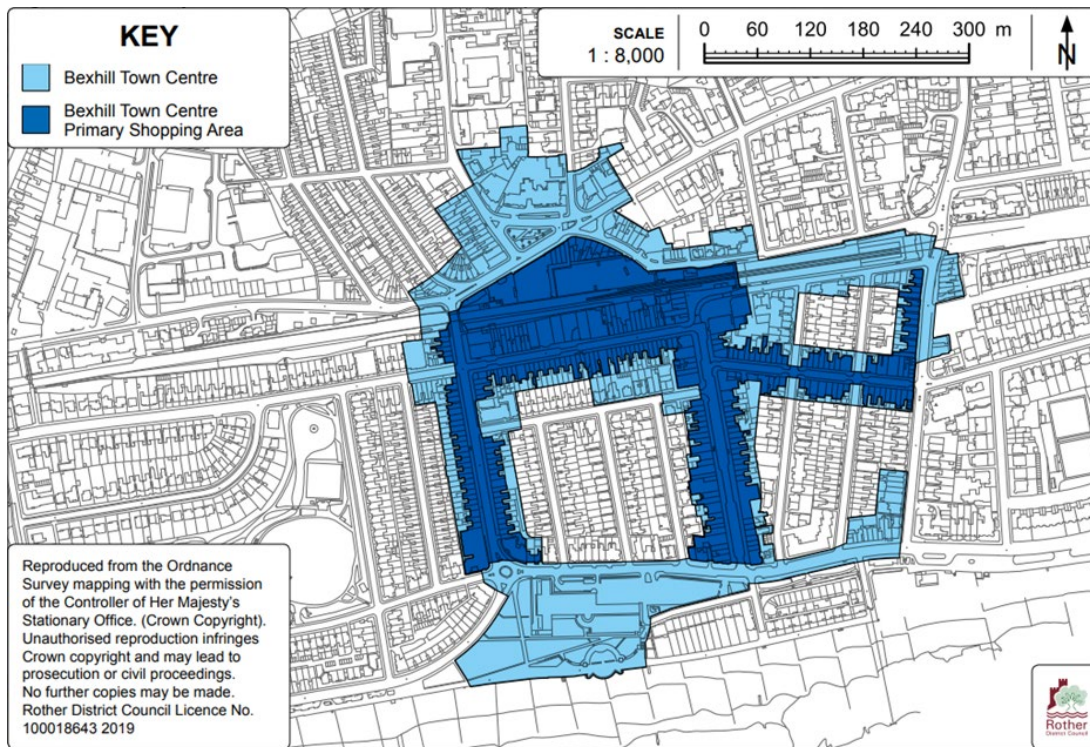 KEY
Bexhill Town Centre
Bexhill Town Centre
Primary Shopping Area
SCALE
1 : 8,000
0 60 120 180 240 300 m
N
Reproduced from the Ordnance
Survey mapping with the permission
of the Controller of Her Majesty's
Stationary Office. (Crown Copyright).
Unauthorised reproduction infringes
Crown copyright and may lead to
prosecution or civil proceedings.
No further copies may be made.
Rother District Council Licence No.
100018643 2019
Rother
District Council